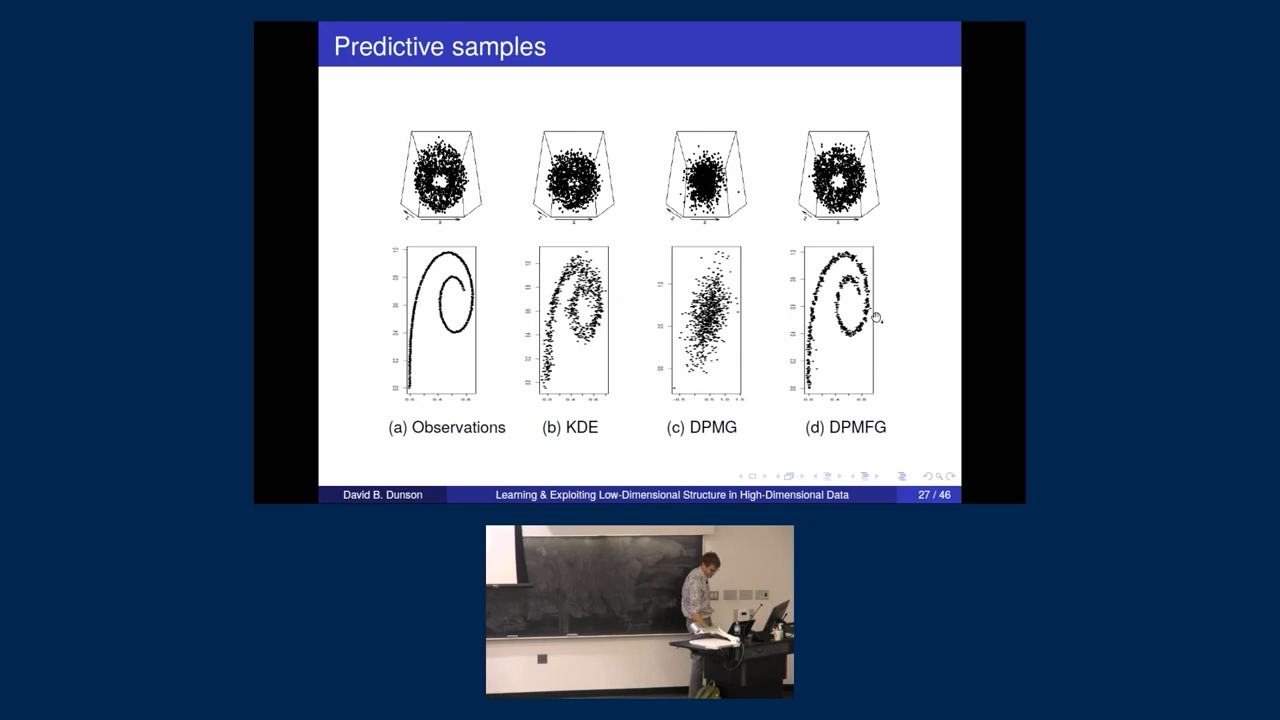 Predictive samples
(a) Observations
(b) KDE
(c) DPMG
(d) DPMFG
David B. Dunson
Learning & Exploiting Low-Dimensional Structure in High-Dimensional Data
27 / 46